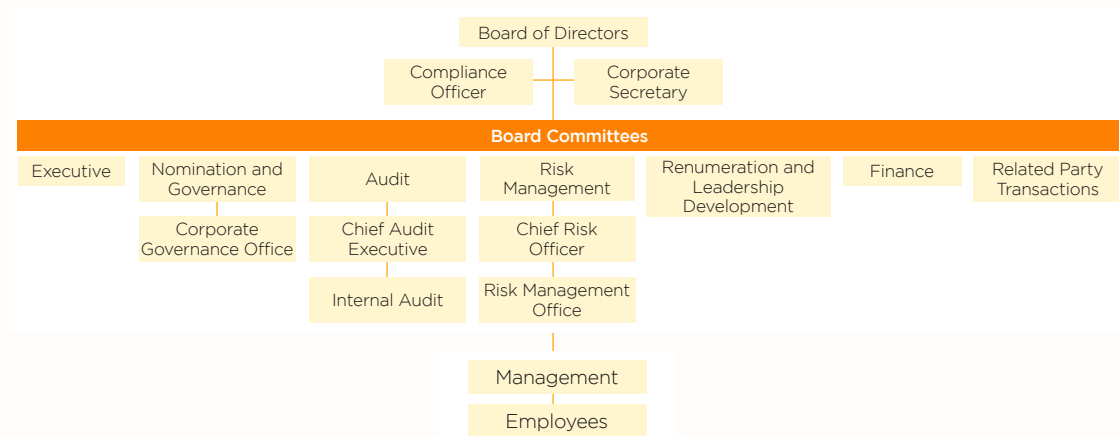 Board of Directors
Compliance
Officer
Corporate
Secretary
Board Committees
Executive
Nomination and
Governance
Audit
Risk
Management
Renumeration and
Leadership
Development
Finance
Related Party
Transactions
Corporate
Governance Office
Chief Audit
Executive
Chief Risk
Officer
Internal Audit
Risk Management
Office
Management
Employees